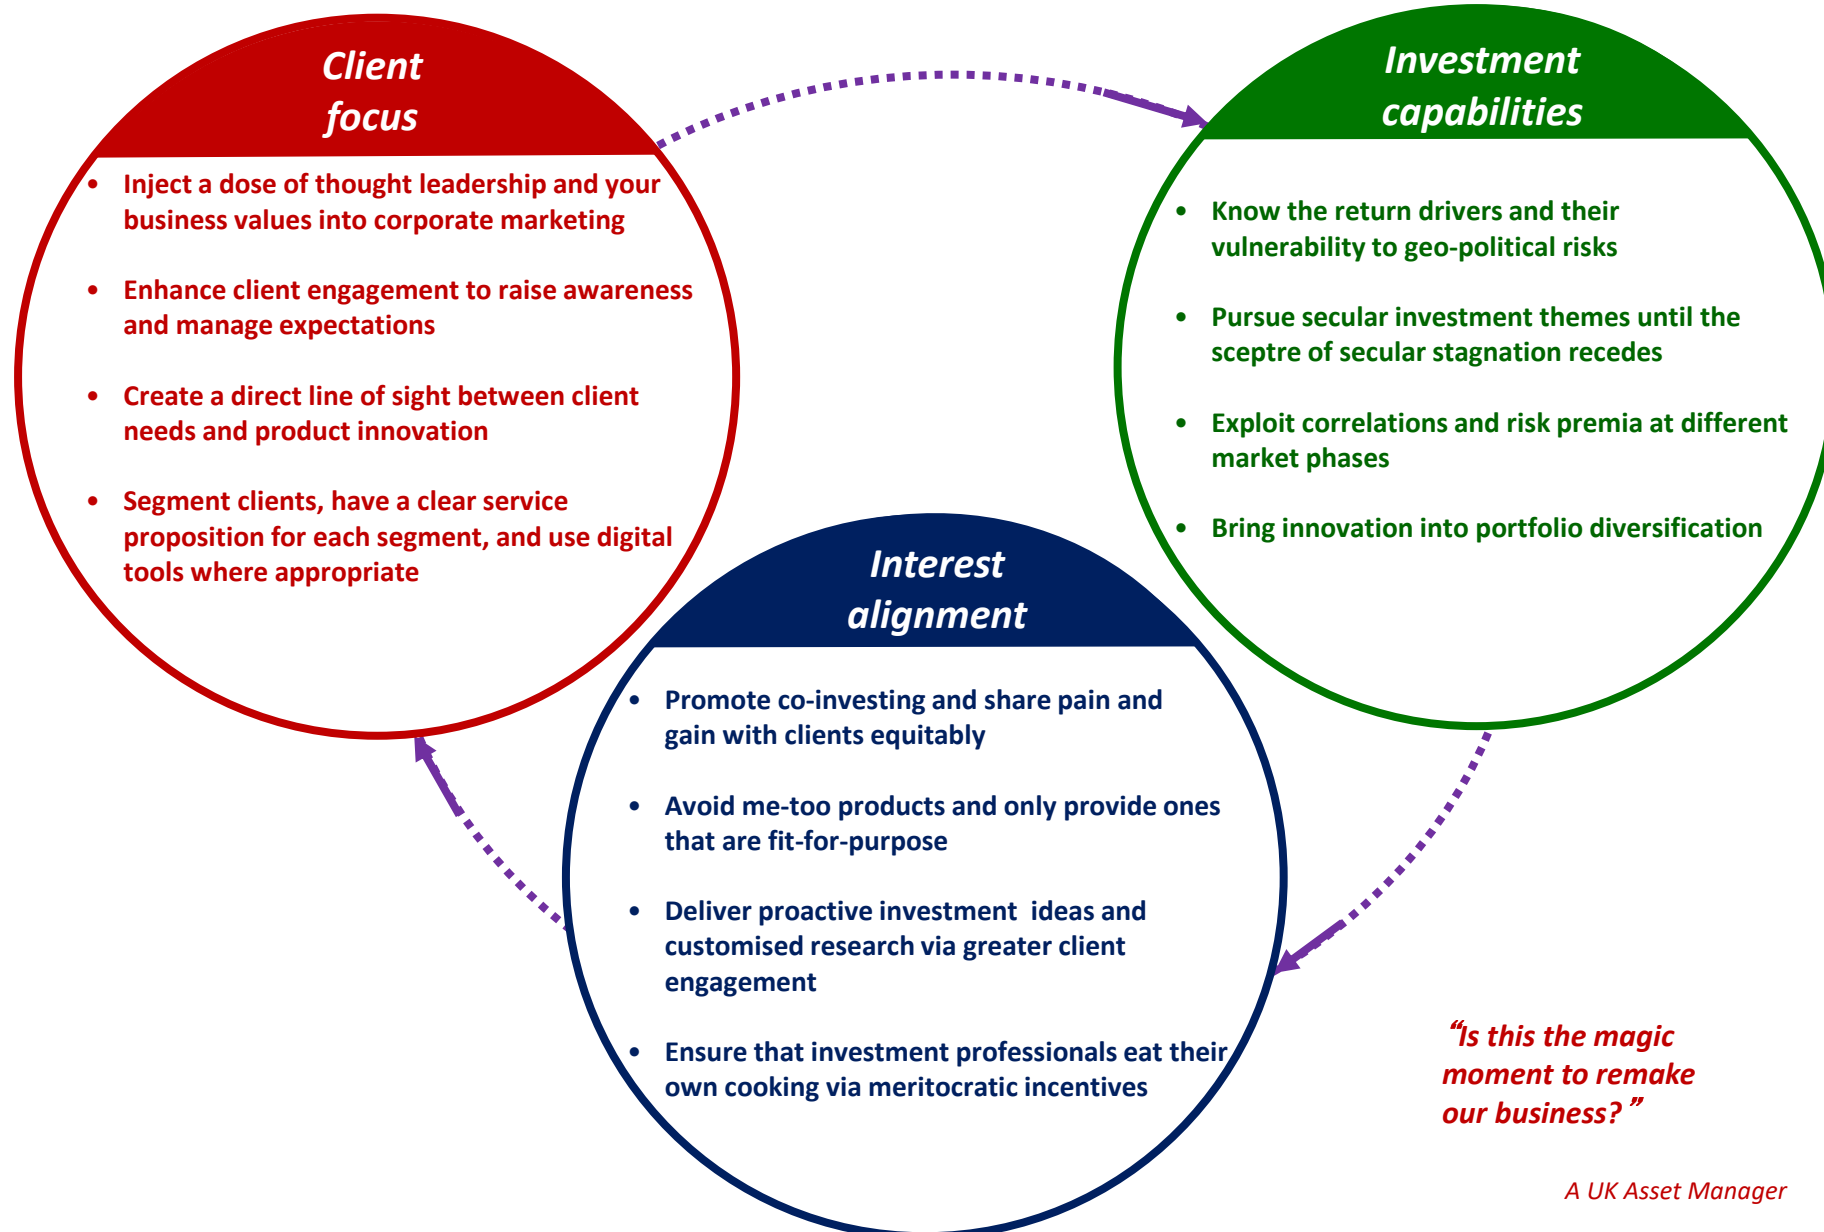 Client
focus
• Inject a dose of thought leadership and your
business values into corporate marketing
• Enhance client engagement to raise awareness
and manage expectations
• Create a direct line of sight between client
needs and product innovation
• Segment clients, have a clear service
proposition for each segment, and use digital
tools where appropriate
Investment
capabilities
• Know the return drivers and their
vulnerability to geo-political risks
• Pursue secular investment themes until the
sceptre of secular stagnation recedes
• Exploit correlations and risk premia at different
market phases
• Bring innovation into portfolio diversification
Interest
alignment
• Promote co-investing and share pain and
gain with clients equitably
• Avoid me-too products and only provide ones
that are fit-for-purpose
• Deliver proactive investment ideas and
customised research via greater client
engagement
• Ensure that investment professionals eat their
own cooking via meritocratic incentives
“Is this the magic
moment to remake
our business?”
A UK Asset Manager